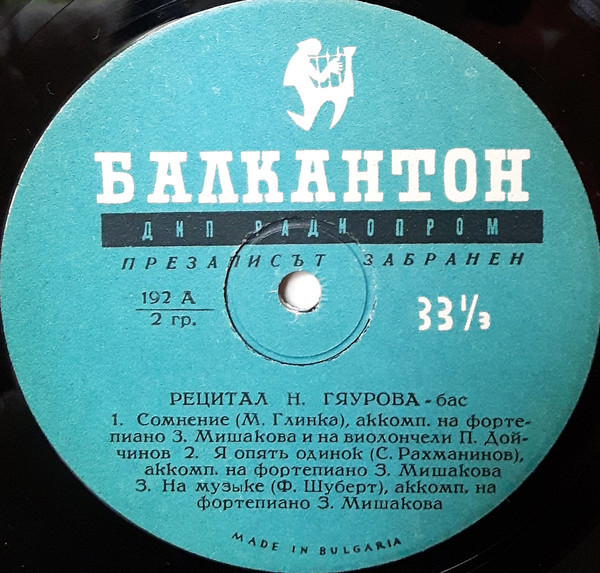 БАЛКАНТОН
ДИП РАДИОПРОМ
ПРЕЗАПИСЪТ ЗАБРАНЕН
192 А
2 гр.
33⅓
РЕЦИТАЛ Н. ГЯУРОВА - бас
1. Сомнение (М. Глинка), аккомп. на форте-
пиано З. Мишакова и на виолончели П. Дой-
чинов 2. Я опять одинок (С. Рахманинов),
аккомп. на фортепиано З. Мишакова
3. На музыке (Ф. Шуберт), аккомп. на
фортепиано З. Мишакова
MADE IN BULGARIA